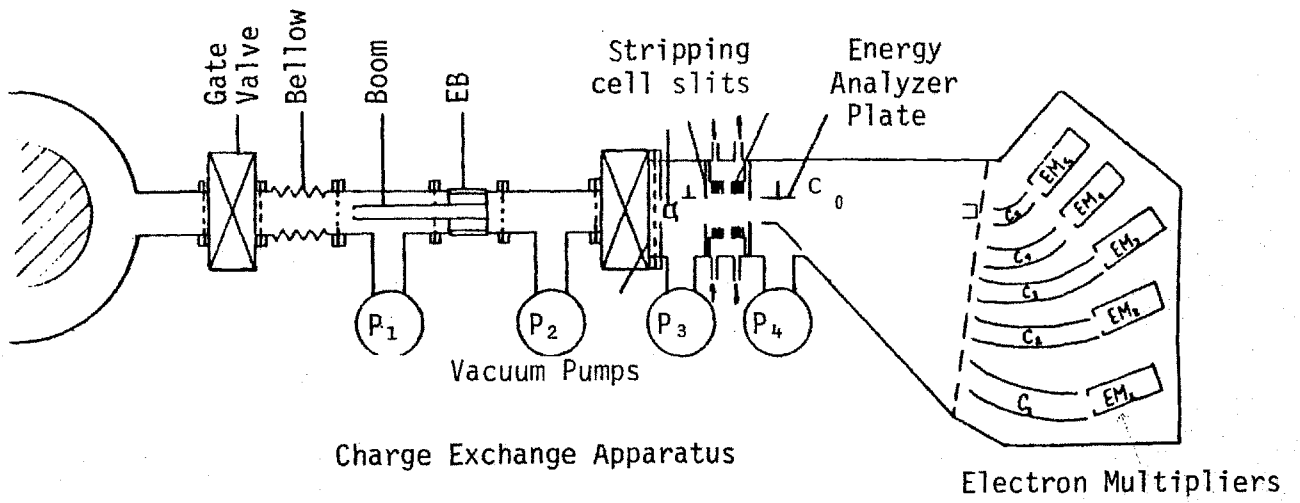 Gate
Valve
Bellow
Boom
EB
Stripping
cell slits
Energy
Analyzer
Plate
C
0
EM₅
C₅
EM₄
C₄
EM₃
C₃
EM₂
C₂
EM₁
C₁
P₁
P₂
P₃
P₄
Vacuum Pumps
Charge Exchange Apparatus
Electron Multipliers